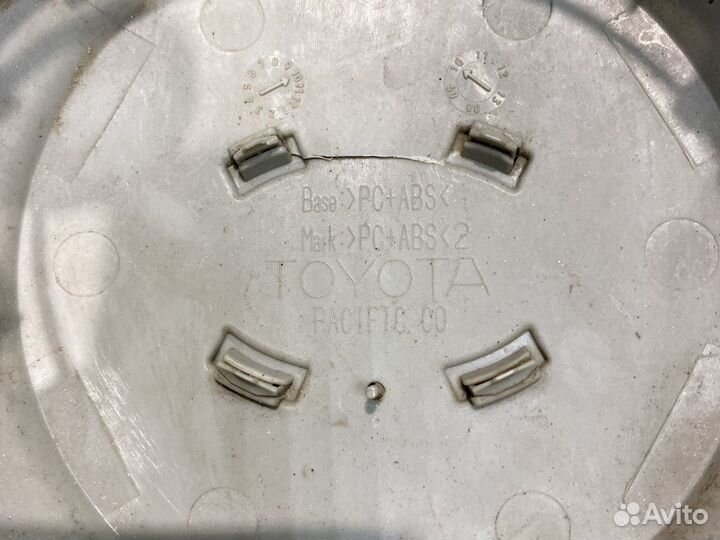 Base:>PC+ABS<
Mark:>PC+ABS<2
TOYOTA
PACIFIC CO
Avito